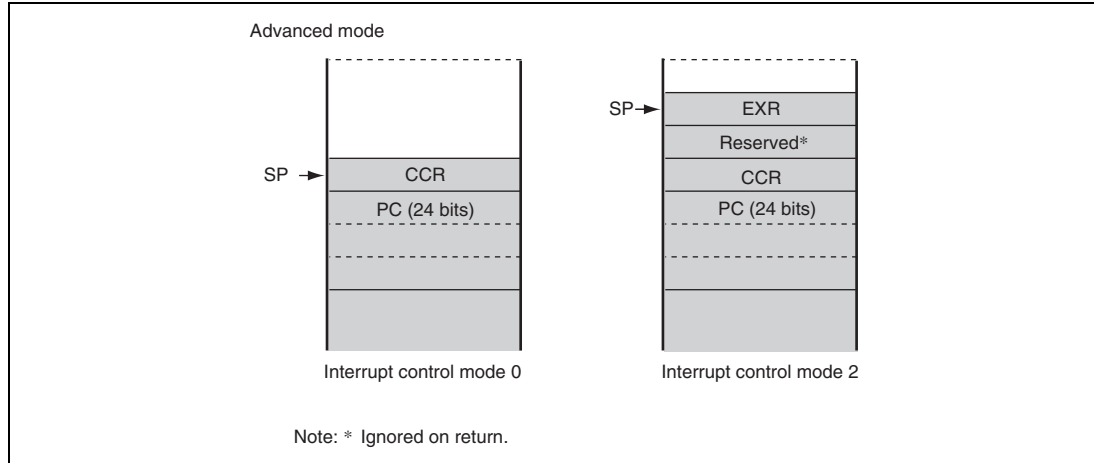 Advanced mode
SP
CCR
PC (24 bits)
Interrupt control mode 0
SP
EXR
Reserved*
CCR
PC (24 bits)
Interrupt control mode 2
Note: * Ignored on return.